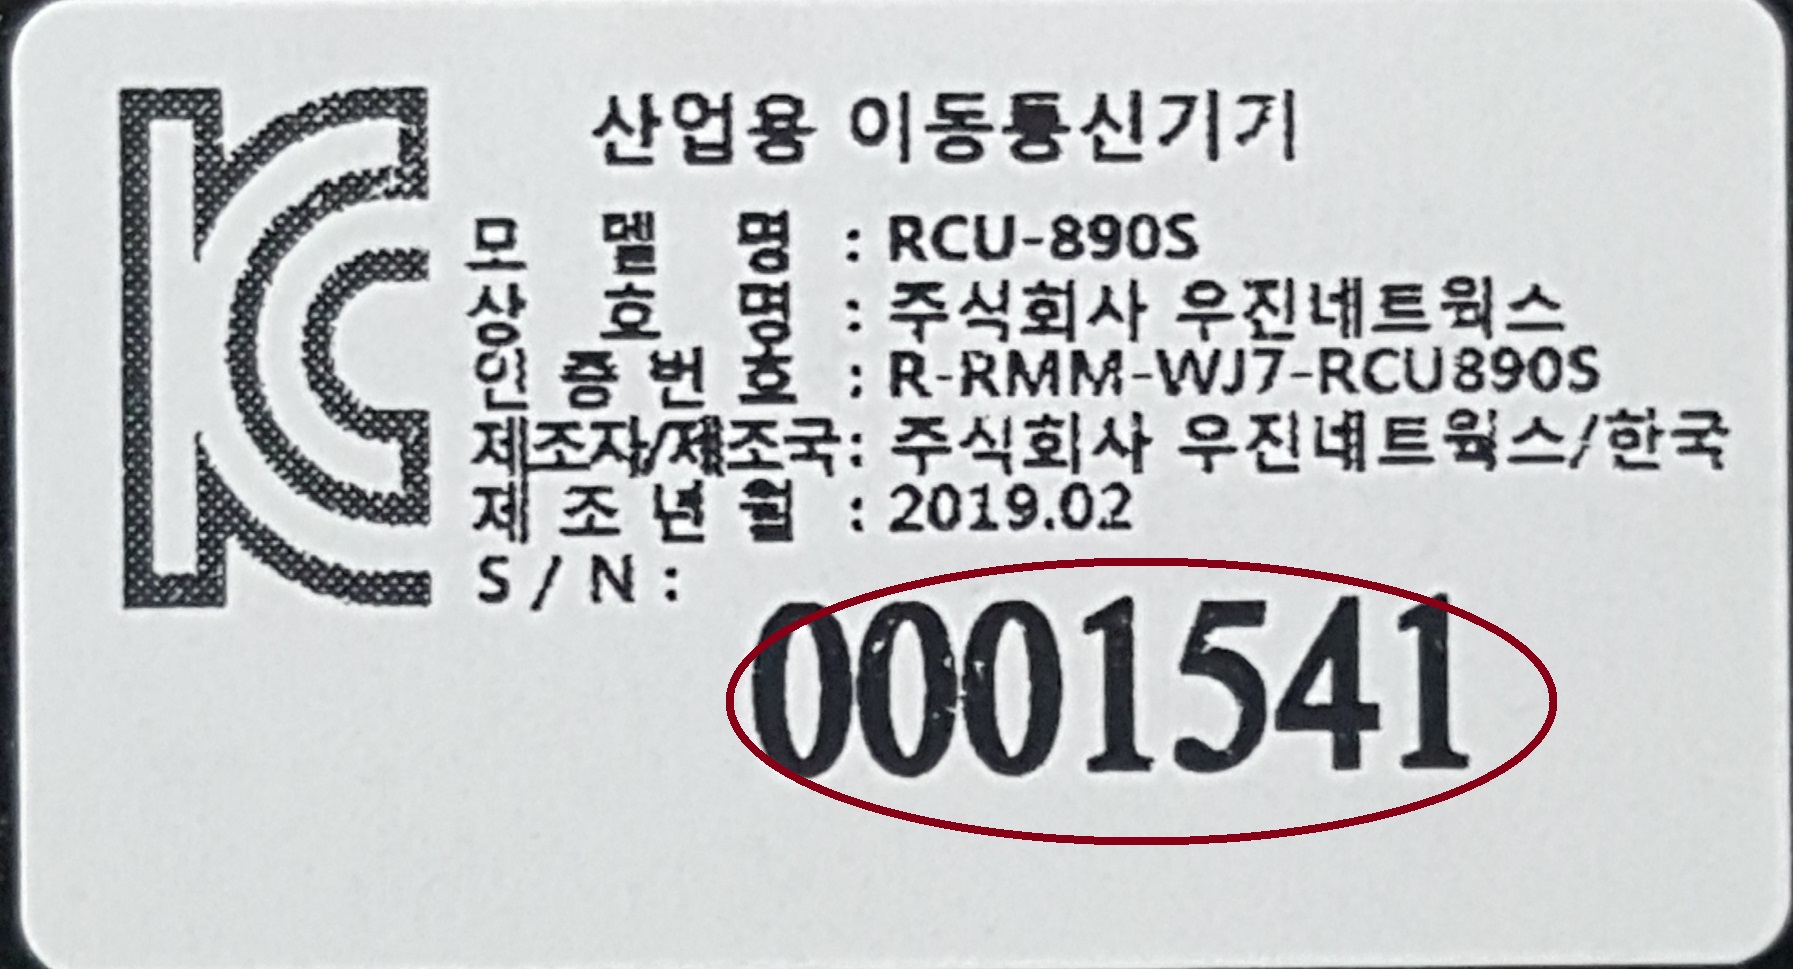 KC
산업용 이동통신기기
모 델 명 : RCU-890S
상 호 명 : 주식회사 우진네트웍스
인 증 번 호 : R-RMM-WJ7-RCU890S
제조자/제조국 : 주식회사 우진네트웍스/한국
제 조 년 월 : 2019.02
S/N :
0001541